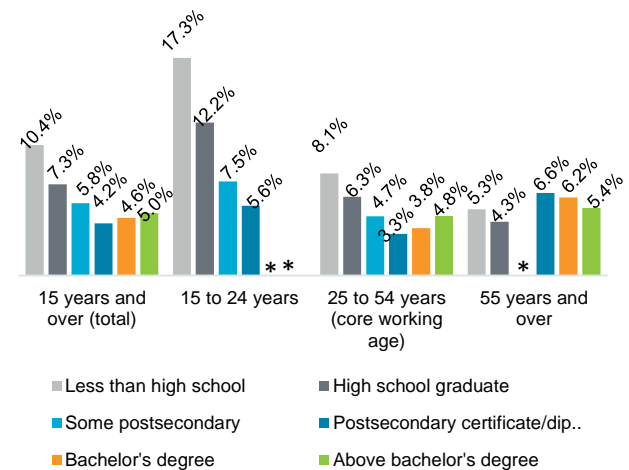 10.4%
7.3%
5.8%
4.2%
4.6%
5.0%
17.3%
12.2%
7.5%
5.6%
* *
8.1%
6.3%
4.7%
3.3%
3.8%
4.8%
5.3%
4.3%
*
6.6%
6.2%
5.4%
15 years and
over (total)
15 to 24 years
25 to 54 years
(core working
age)
55 years and
over
Less than high school
High school graduate
Some postsecondary
Postsecondary certificate/dip..
Bachelor's degree
Above bachelor's degree